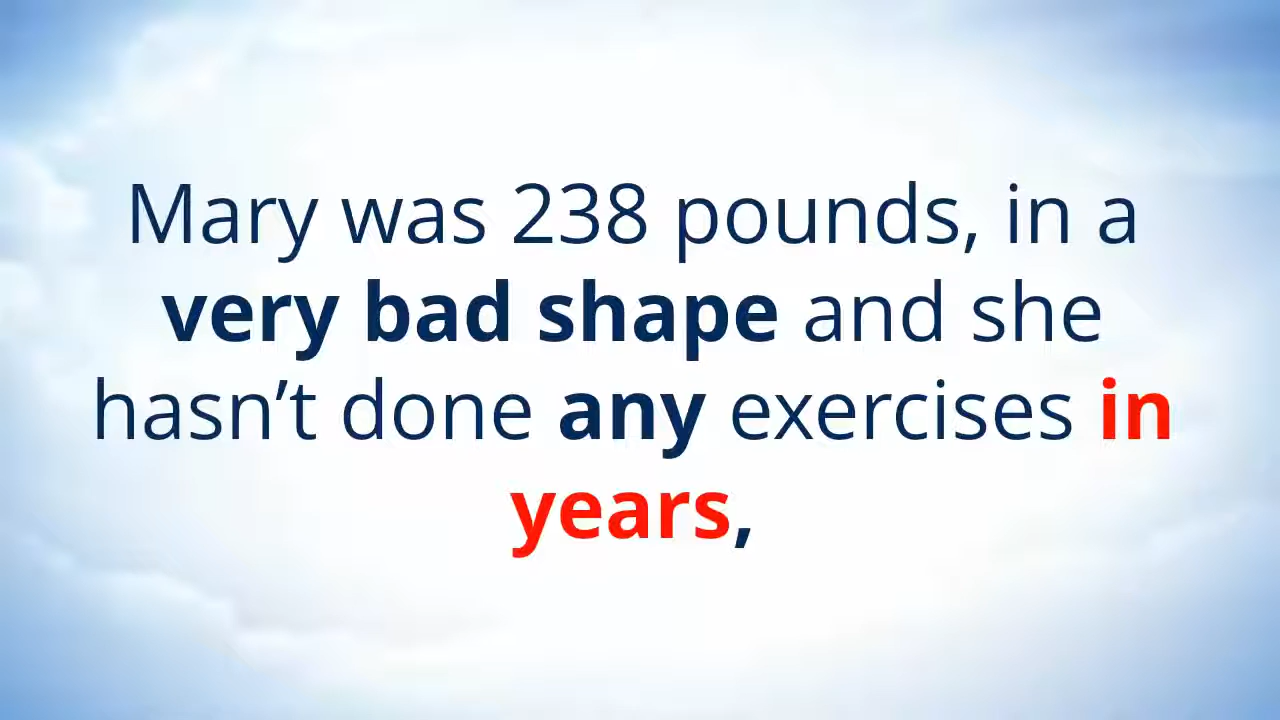 Mary was 238 pounds, in a
very bad shape and she
hasn’t done any exercises in
years,